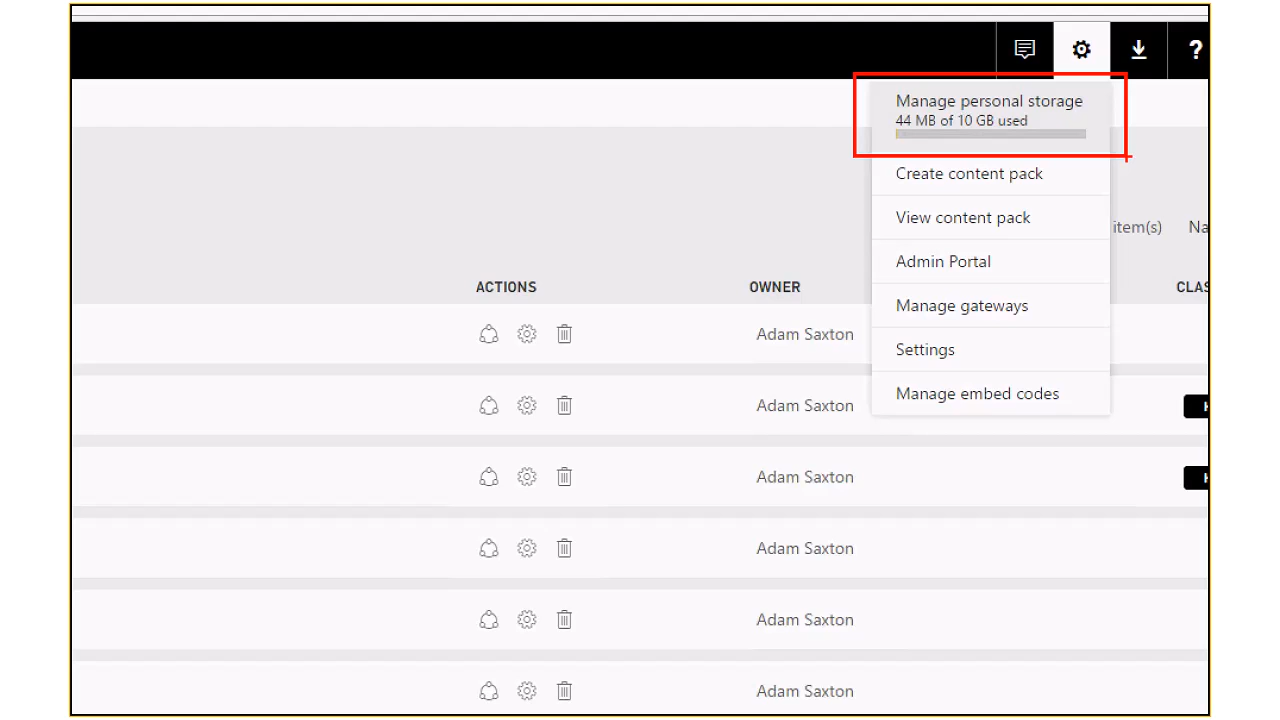 ?
Manage personal storage
44 MB of 10 GB used
Create content pack
View content pack
item(s)
Admin Portal
ACTIONS OWNER
Manage gateways
Adam Saxton
Settings
Manage embed codes
Adam Saxton
Adam Saxton
Adam Saxton
Adam Saxton
Adam Saxton